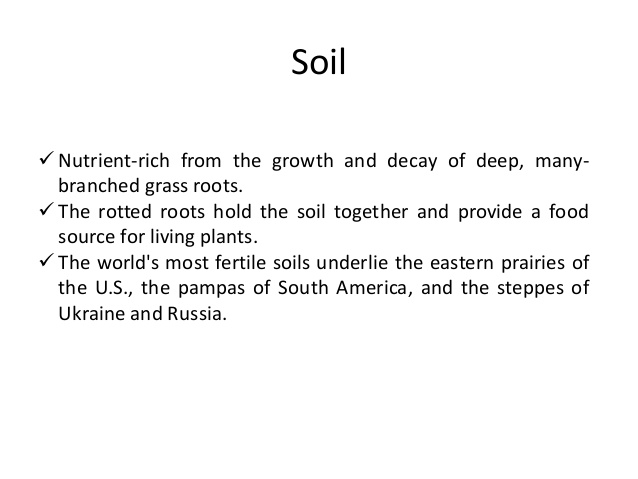 Soil
✓ Nutrient-rich from the growth and decay of deep, many-
branched grass roots.
✓ The rotted roots hold the soil together and provide a food
source for living plants.
✓ The world's most fertile soils underlie the eastern prairies of
the U.S., the pampas of South America, and the steppes of
Ukraine and Russia.